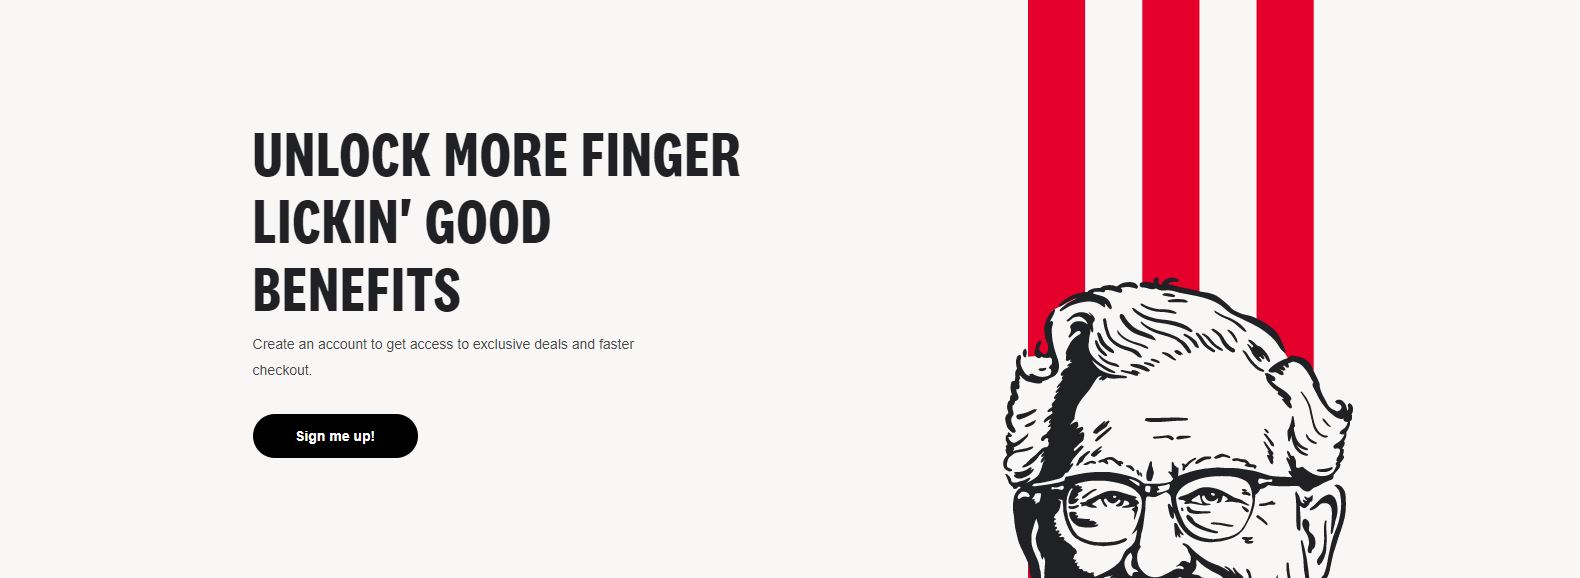 UNLOCK MORE FINGER
LICKIN' GOOD
BENEFITS
Create an account to get access to exclusive deals and faster
checkout.
Sign me up!